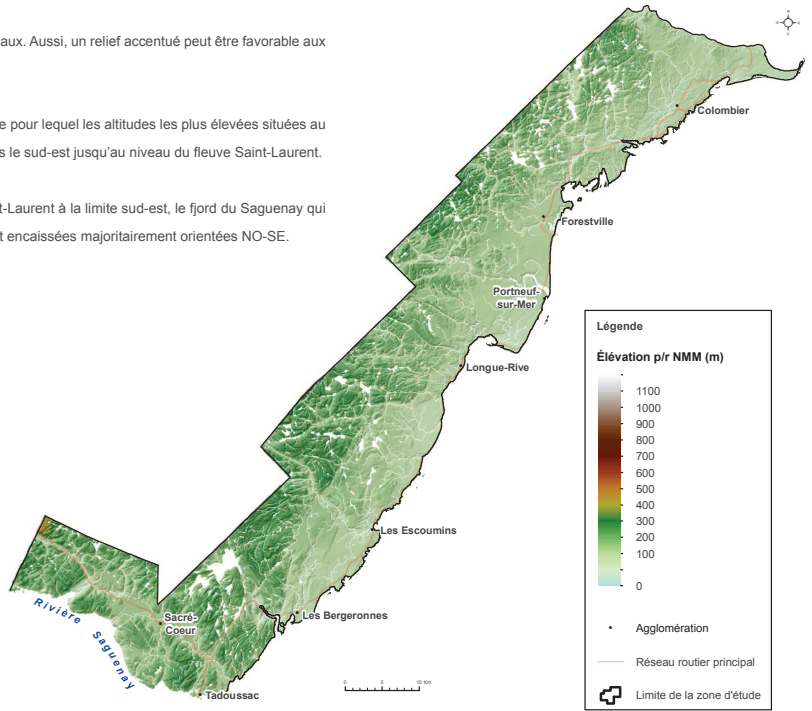 aux. Aussi, un relief accentué peut être favorable aux
e pour lequel les altitudes les plus élevées situées au
s le sud-est jusqu'au niveau du fleuve Saint-Laurent.
t-Laurent à la limite sud-est, le fjord du Saguenay qui
t encaissées majoritairement orientées NO-SE.
Colombier
Forestville
Portneuf-
sur-Mer
Longue-Rive
Les Escoumins
Les Bergeronnes
Sacré-
Coeur
Rivière Saguenay
Tadoussac
0 5 10 Km
Légende
Élévation p/r NMM (m)
1100
1000
900
800
700
600
500
400
300
200
100
0
Agglomération
Réseau routier principal
Limite de la zone d'étude